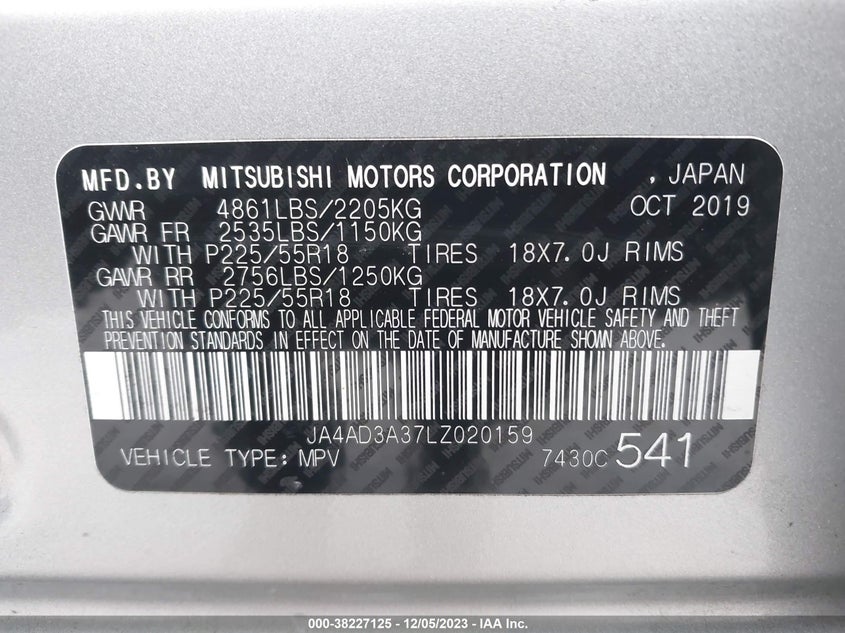 MFD.BY MITSUBISHI MOTORS CORPORATION , JAPAN
GVWR 4861LBS/2205KG OCT 2019
GAWR FR 2535LBS/1150KG
WITH P225/55R18 TIRES 18X7.0J RIMS
GAWR RR 2756LBS/1250KG
WITH P225/55R18 TIRES 18X7.0J RIMS
THIS VEHICLE CONFORMS TO ALL APPLICABLE FEDERAL MOTOR VEHICLE SAFETY AND THEFT
PREVENTION STANDARDS IN EFFECT ON THE DATE OF MANUFACTURE SHOWN ABOVE.
JA4AD3A37LZ020159
VEHICLE TYPE: MPV 7430C 541
000-38227125 - 12/05/2023 - IAA Inc.